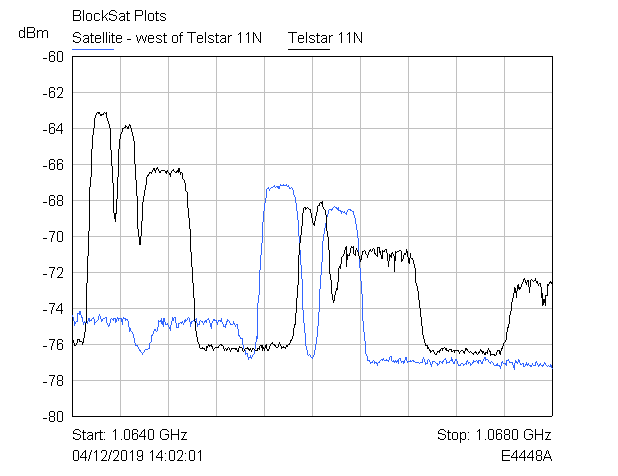 BlockSat Plots
dBm
Satellite - west of Telstar 11N Telstar 11N
-60
-62
-64
-66
-68
-70
-72
-74
-76
-78
-80
Start: 1.0640 GHz Stop: 1.0680 GHz
04/12/2019 14:02:01 E4448A